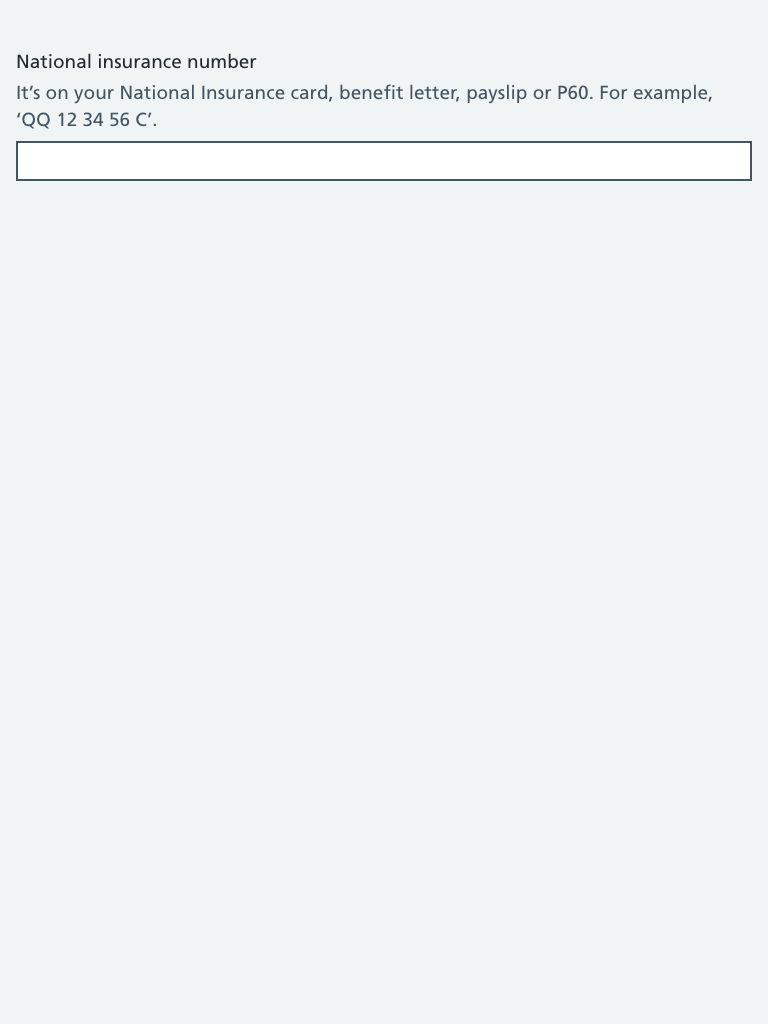 National insurance number
It’s on your National Insurance card, benefit letter, payslip or P60. For example,
‘QQ 12 34 56 C’.